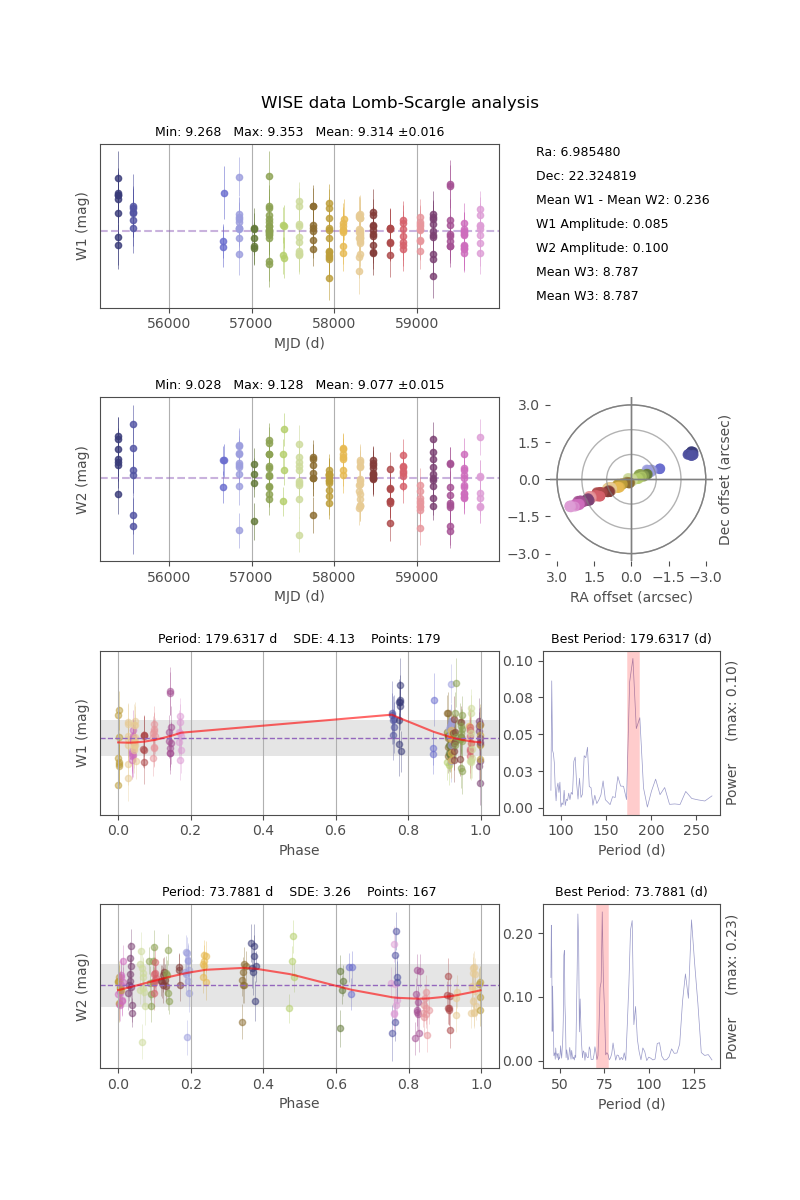 WISE data Lomb-Scargle analysis
Min: 9.268 Max: 9.353 Mean: 9.314 ±0.016
W1 (mag)
56000 57000 58000 59000
MJD (d)
Ra: 6.985480
Dec: 22.324819
Mean W1 - Mean W2: 0.236
W1 Amplitude: 0.085
W2 Amplitude: 0.100
Mean W3: 8.787
Mean W3: 8.787
Min: 9.028 Max: 9.128 Mean: 9.077 ±0.015
W2 (mag)
56000 57000 58000 59000
MJD (d)
3.0
1.5
0.0
−1.5
−3.0
3.0 1.5 0.0 −1.5 −3.0
RA offset (arcsec)
Dec offset (arcsec)
Period: 179.6317 d SDE: 4.13 Points: 179
W1 (mag)
0.0 0.2 0.4 0.6 0.8 1.0
Phase
Best Period: 179.6317 (d)
0.10
0.08
0.05
0.03
0.00
100 150 200 250
Period (d)
Power (max: 0.10)
Period: 73.7881 d SDE: 3.26 Points: 167
W2 (mag)
0.0 0.2 0.4 0.6 0.8 1.0
Phase
Best Period: 73.7881 (d)
0.20
0.10
0.00
50 75 100 125
Period (d)
Power (max: 0.23)